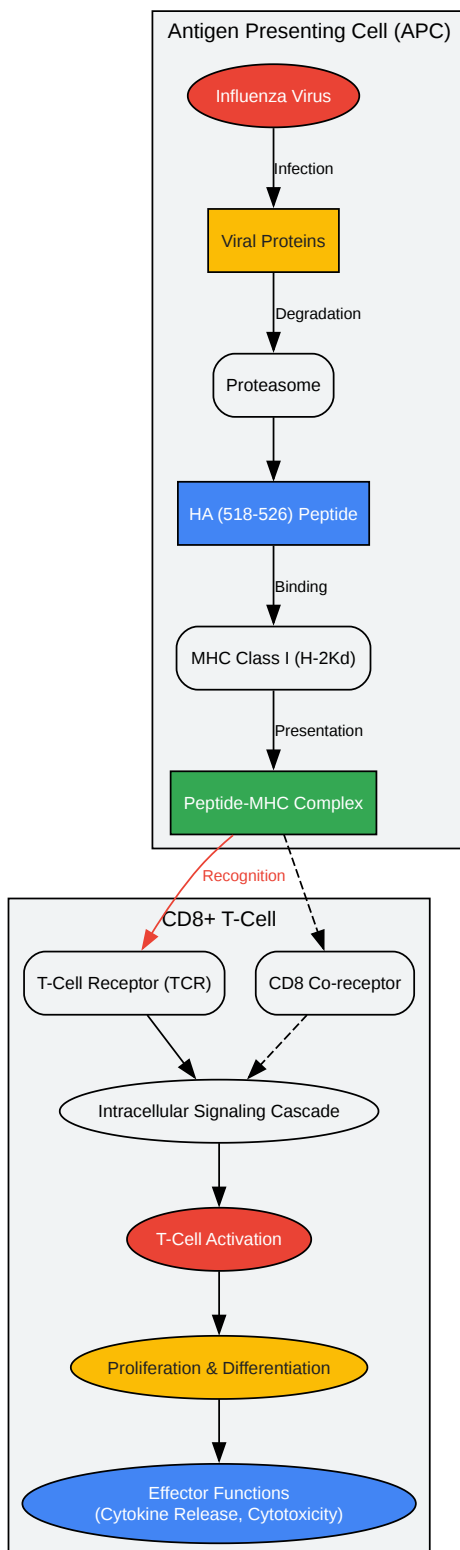 Antigen Presenting Cell (APC)
Influenza Virus
Infection
Viral Proteins
Degradation
Proteasome
HA (518-526) Peptide
Binding
MHC Class I (H-2Kd)
Presentation
Peptide-MHC Complex
Recognition
CD8+ T-Cell
T-Cell Receptor (TCR)
CD8 Co-receptor
Intracellular Signaling Cascade
T-Cell Activation
Proliferation & Differentiation
Effector Functions
(Cytokine Release, Cytotoxicity)